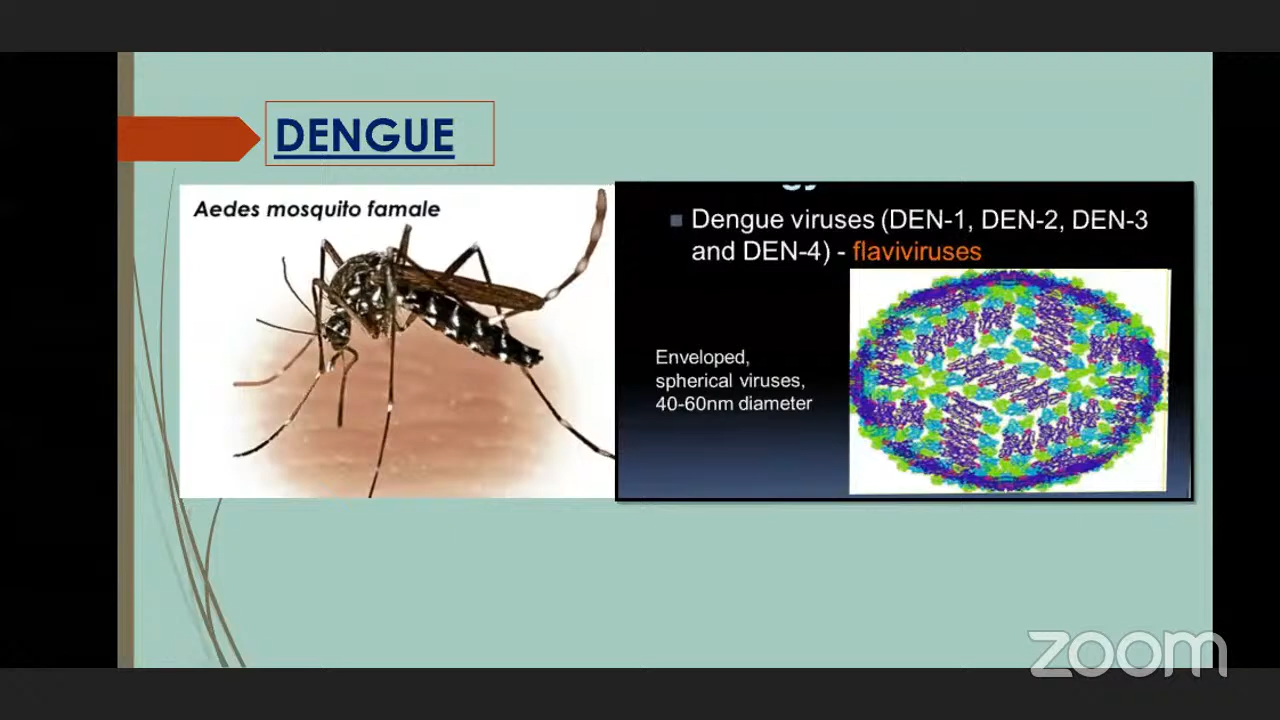 DENGUE
Aedes mosquito famale
Dengue viruses (DEN-1, DEN-2, DEN-3
and DEN-4) - flaviviruses
Enveloped,
spherical viruses,
40-60nm diameter
zoom